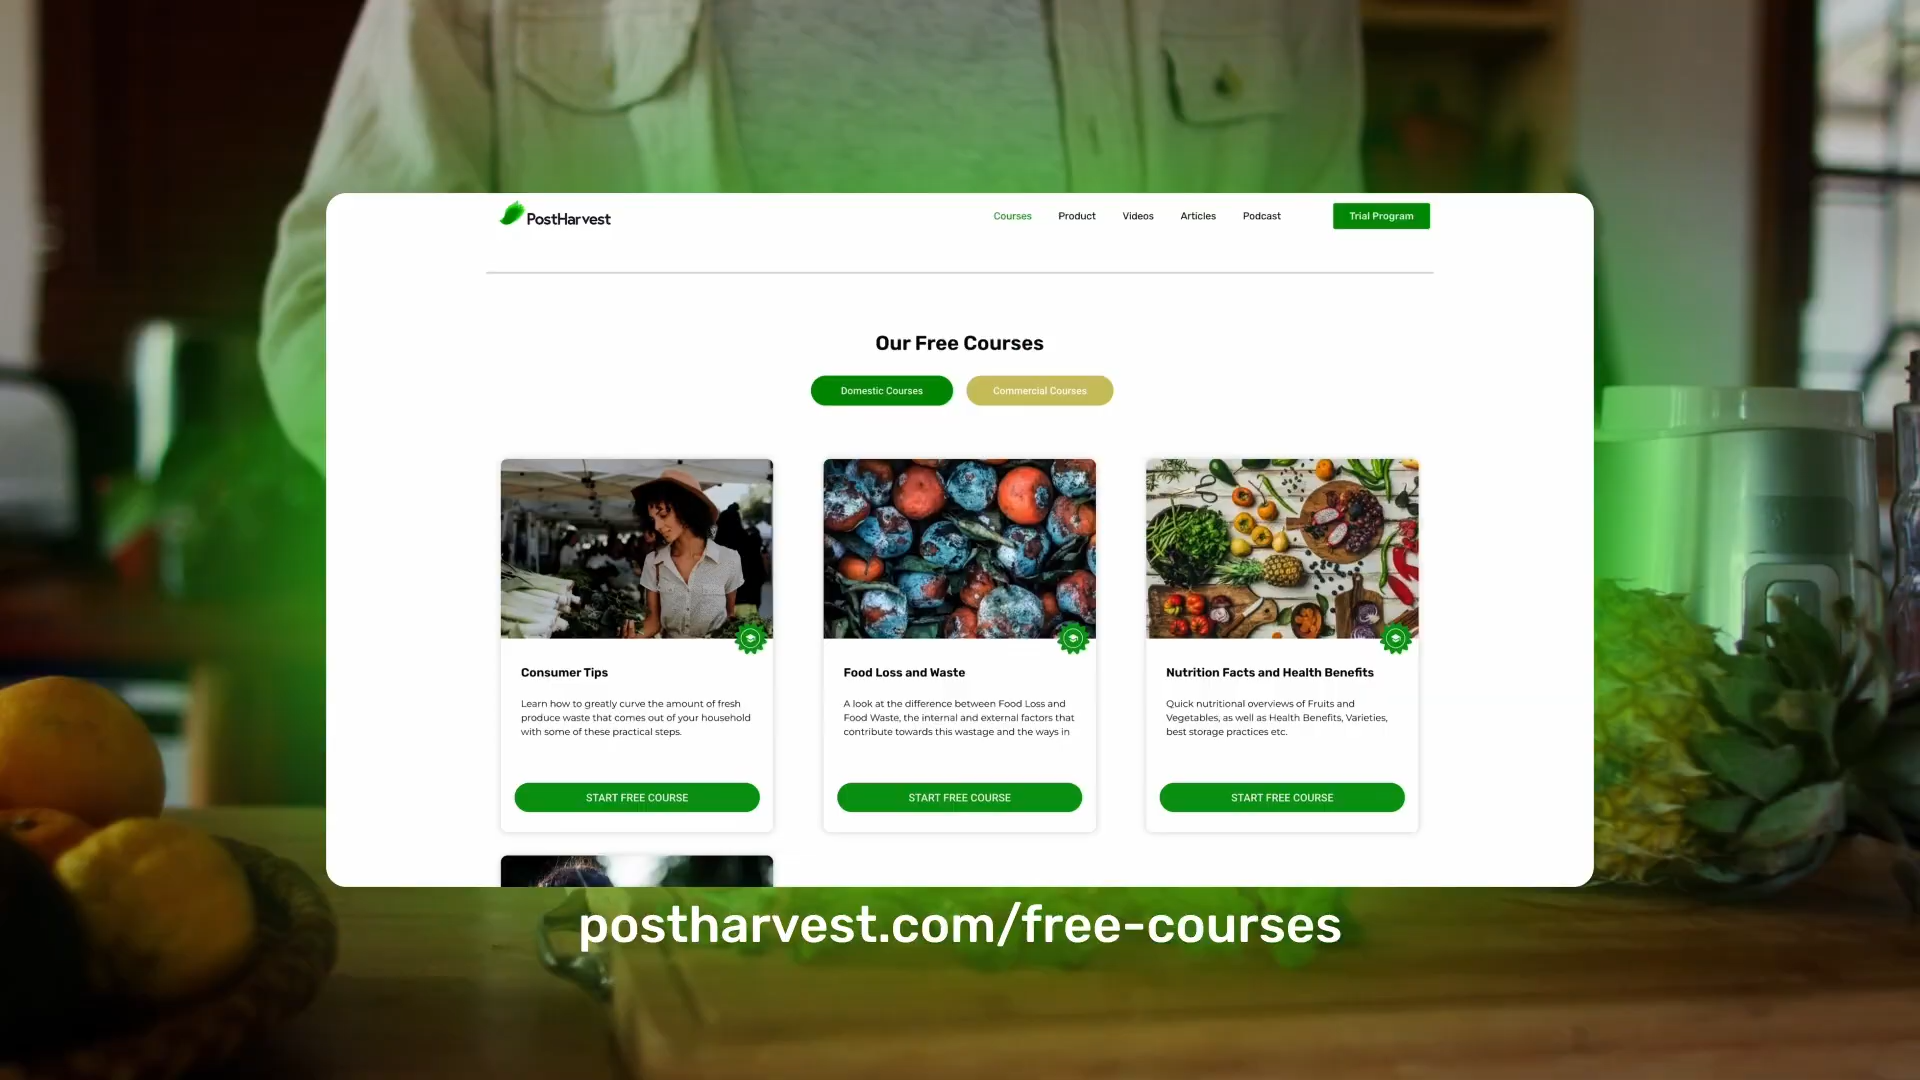 PostHarvest
Courses Product Videos Articles Podcast Trial Program
Our Free Courses
Domestic Courses Commercial Courses
Consumer Tips
Learn how to greatly curve the amount of fresh
produce waste that comes out of your household
with some of these practical steps.
START FREE COURSE
Food Loss and Waste
A look at the difference between Food Loss and
Food Waste, the internal and external factors that
contribute towards this wastage and the ways in
START FREE COURSE
Nutrition Facts and Health Benefits
Quick nutritional overviews of Fruits and
Vegetables, as well as Health Benefits, Varieties,
best storage practices etc.
START FREE COURSE
postharvest.com/free-courses